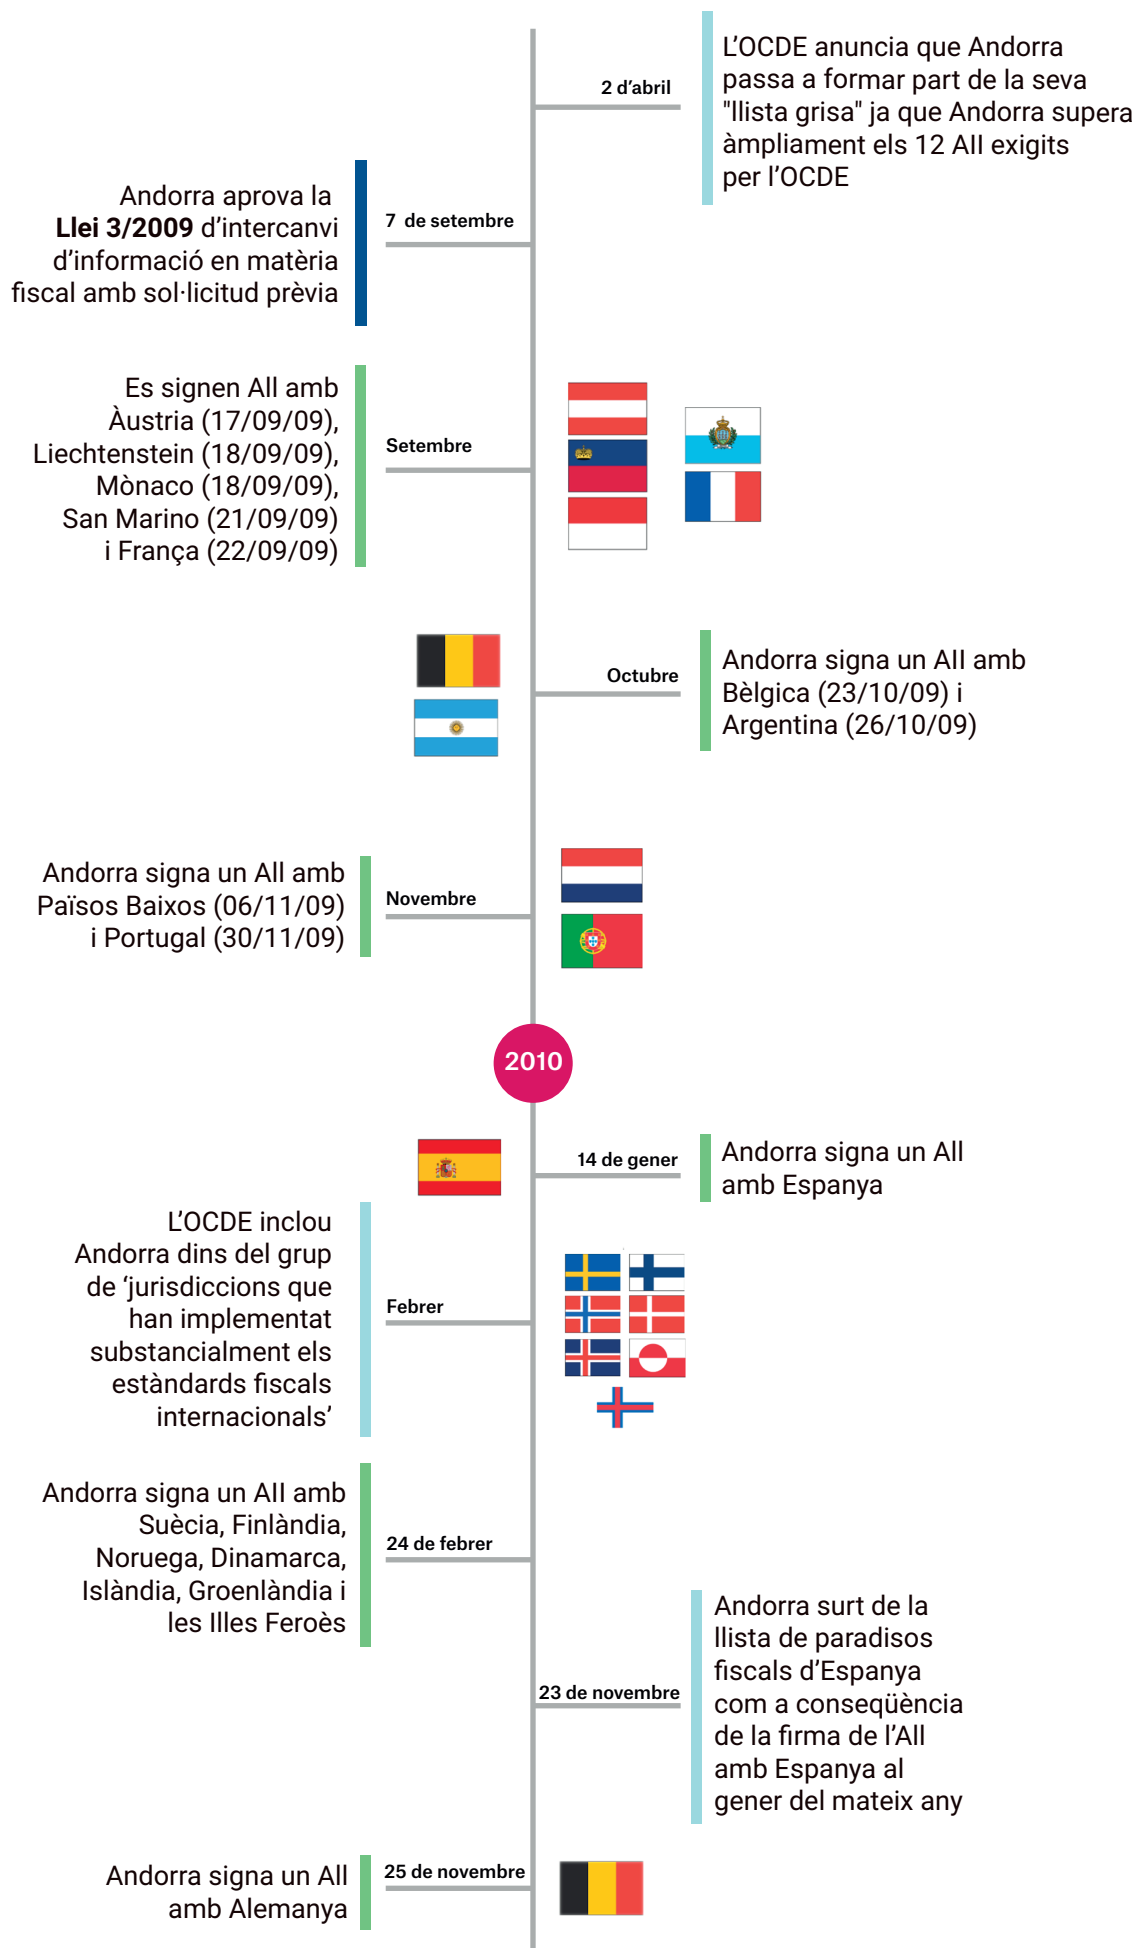 2 d'abril
L'OCDE anuncia que Andorra
passa a formar part de la seva
"llista grisa" ja que Andorra supera
àmpliament els 12 AII exigits
per l'OCDE
7 de setembre
Andorra aprova la
Llei 3/2009 d'intercanvi
d'informació en matèria
fiscal amb sol·licitud prèvia
Setembre
Es signen AII amb
Àustria (17/09/09),
Liechtenstein (18/09/09),
Mònaco (18/09/09),
San Marino (21/09/09)
i França (22/09/09)
Octubre
Andorra signa un AII amb
Bèlgica (23/10/09) i
Argentina (26/10/09)
Novembre
Andorra signa un AII amb
Països Baixos (06/11/09)
i Portugal (30/11/09)
2010
14 de gener
Andorra signa un AII
amb Espanya
Febrer
L'OCDE inclou
Andorra dins del grup
de ‘jurisdiccions que
han implementat
substancialment els
estàndards fiscals
internacionals’
24 de febrer
Andorra signa un AII amb
Suècia, Finlàndia,
Noruega, Dinamarca,
Islàndia, Groenlàndia i
les Illes Feroès
23 de novembre
Andorra surt de la
llista de paradisos
fiscals d'Espanya
com a conseqüència
de la firma de l'AII
amb Espanya al
gener del mateix any
25 de novembre
Andorra signa un AII
amb Alemanya